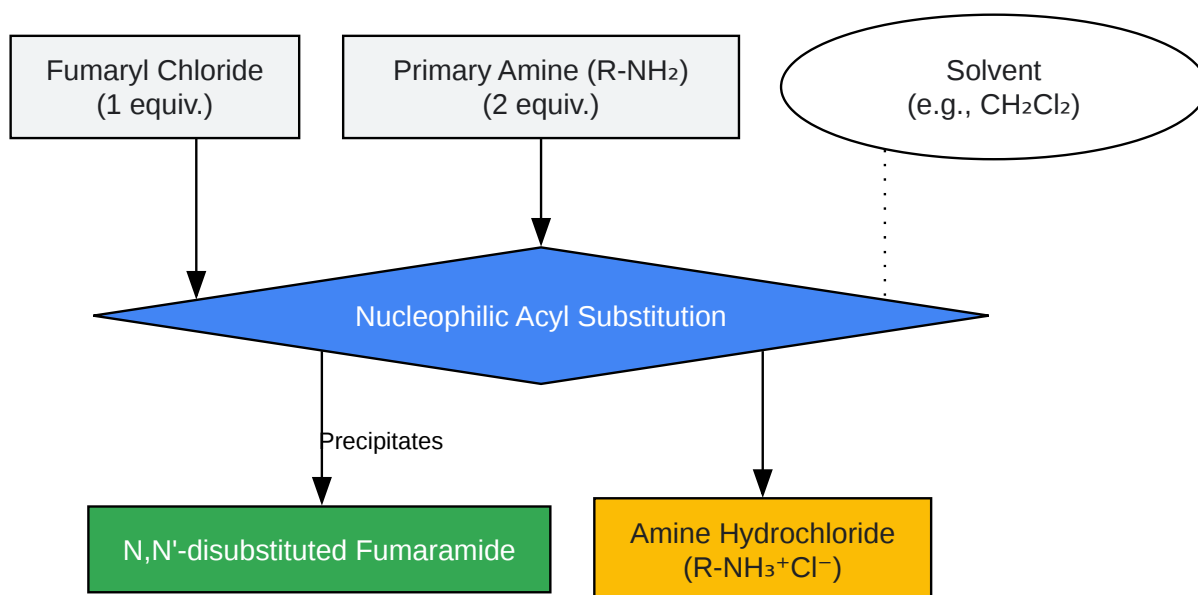 Fumaryl Chloride
(1 equiv.)
Primary Amine (R-NH₂)
(2 equiv.)
Solvent
(e.g., CH₂Cl₂)
Nucleophilic Acyl Substitution
Precipitates
N,N'-disubstituted Fumaramide
Amine Hydrochloride
(R-NH₃⁺Cl⁻)